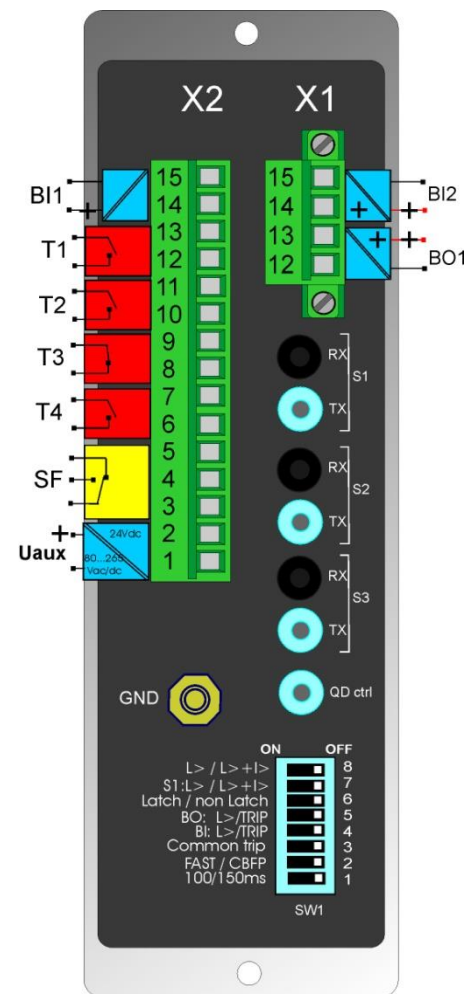 X2 X1
BI1 + 15 15 BI2
14 14 + +
T1 13 13 + +
12 12 BO1
T2 11
10
T3 9
8 RX
S1
T4 7 TX
6
SF 5 RX
4 S2
3 TX
+ 24Vdc 2
Uaux 80...265 1 RX
Vac/dc
S3
TX
GND QD ctrl
ON OFF
L> / L>+I> 8
S1:L> / L>+I> 7
Latch / non Latch 6
BO: L>/TRIP 5
BI: L>/TRIP 4
Common trip 3
FAST / CBFP 2
100/150ms 1
SW1